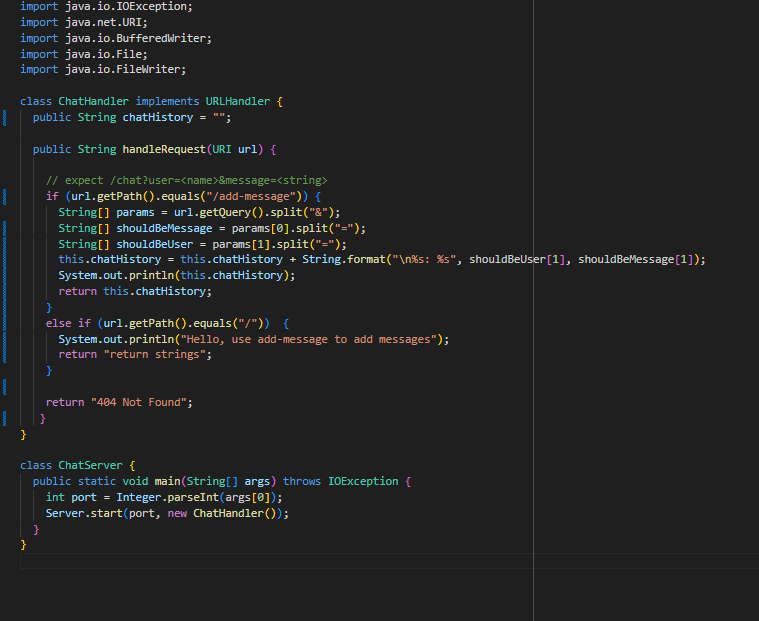 import java.io.IOException;
import java.net.URI;
import java.io.BufferedWriter;
import java.io.File;
import java.io.FileWriter;

class ChatHandler implements URLHandler {
  public String chatHistory = "";

  public String handleRequest(URI url) {

    // expect /chat?user=<name>&message=<string>
    if (url.getPath().equals("/add-message")) {
      String[] params = url.getQuery().split("&");
      String[] shouldBeMessage = params[0].split("=");
      String[] shouldBeUser = params[1].split("=");
      this.chatHistory = this.chatHistory + String.format("\n%s: %s", shouldBeUser[1], shouldBeMessage[1]);
      System.out.println(this.chatHistory);
      return this.chatHistory;
    }
    else if (url.getPath().equals("/"))  {
      System.out.println("Hello, use add-message to add messages");
      return "return strings";
    }

    return "404 Not Found";
   }
}

class ChatServer {
  public static void main(String[] args) throws IOException {
    int port = Integer.parseInt(args[0]);
    Server.start(port, new ChatHandler());
  }
}